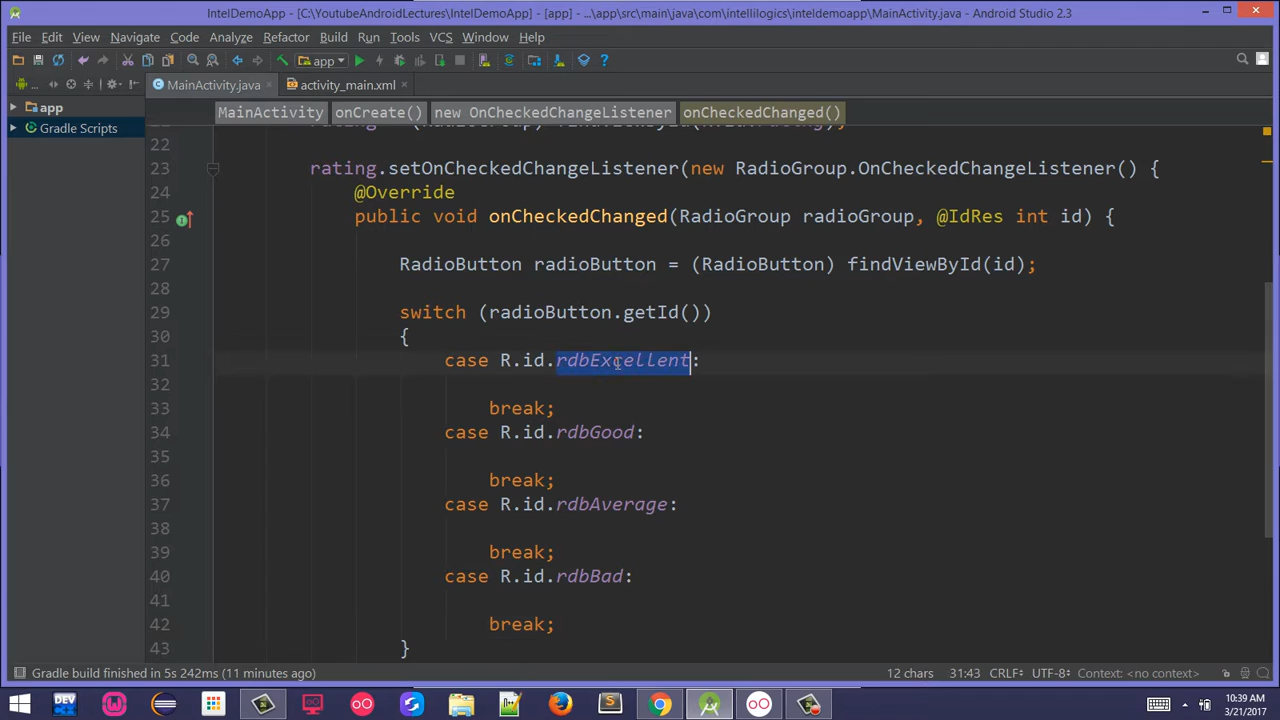 IntelDemoApp - [C:\YoutubeAndroidLectures\IntelDemoApp] - [app] - ...\app\src\main\java\com\intellilogics\inteldemoapp\MainActivity.java - Android Studio 2.3
File Edit View Navigate Code Analyze Refactor Build Run Tools VCS Window Help
app
MainActivity.java activity_main.xml
app
MainActivity onCreate() new OnCheckedChangeListener onCheckedChanged()
Gradle Scripts
22
23 rating.setOnCheckedChangeListener(new RadioGroup.OnCheckedChangeListener() {
24 @Override
25 public void onCheckedChanged(RadioGroup radioGroup, @IdRes int id) {
26
27 RadioButton radioButton = (RadioButton) findViewById(id);
28
29 switch (radioButton.getId())
30 {
31 case R.id.rdbExcellent:
32
33 break;
34 case R.id.rdbGood:
35
36 break;
37 case R.id.rdbAverage:
38
39 break;
40 case R.id.rdbBad:
41
42 break;
43 }
Gradle build finished in 5s 242ms (11 minutes ago) 12 chars 31:43 CRLF÷ UTF-8÷ Context: <no context>
DEV
10:39 AM
3/21/2017